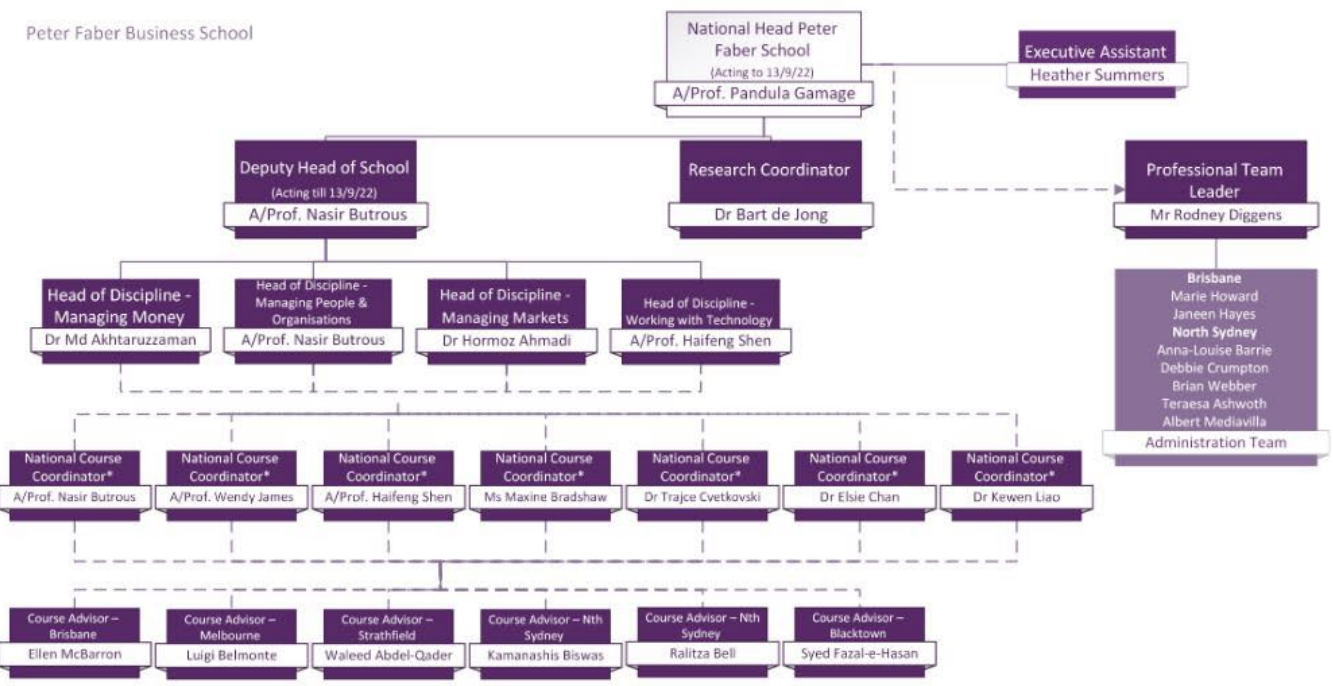 Peter Faber Business School
National Head Peter
Faber School
(Acting to 13/9/22)
A/Prof. Pandula Gamage
Executive Assistant
Heather Summers
Deputy Head of School
(Acting till 13/9/22)
A/Prof. Nasir Butrous
Research Coordinator
Dr Bart de Jong
Professional Team
Leader
Mr Rodney Diggens
Brisbane
Marie Howard
Janeen Hayes
North Sydney
Anna-Louise Barrie
Debbie Crumpton
Brian Webber
Teraesa Ashwoth
Albert Mediavilla
Administration Team
Head of Discipline -
Managing Money
Dr Md Akhtaruzzaman
Head of Discipline -
Managing People &
Organisations
A/Prof. Nasir Butrous
Head of Discipline -
Managing Markets
Dr Hormoz Ahmadi
Head of Discipline -
Working with Technology
A/Prof. Haifeng Shen
National Course
Coordinator*
A/Prof. Nasir Butrous
National Course
Coordinator*
A/Prof. Wendy James
National Course
Coordinator*
A/Prof. Haifeng Shen
National Course
Coordinator*
Ms Maxine Bradshaw
National Course
Coordinator*
Dr Trajce Cvetkovski
National Course
Coordinator*
Dr Elsie Chan
National Course
Coordinator*
Dr Kewen Liao
Course Advisor –
Brisbane
Ellen McBarron
Course Advisor –
Melbourne
Luigi Belmonte
Course Advisor –
Strathfield
Waleed Abdel-Qader
Course Advisor – Nth
Sydney
Kamanashis Biswas
Course Advisor – Nth
Sydney
Ralitza Bell
Course Advisor –
Blacktown
Syed Fazal-e-Hasan